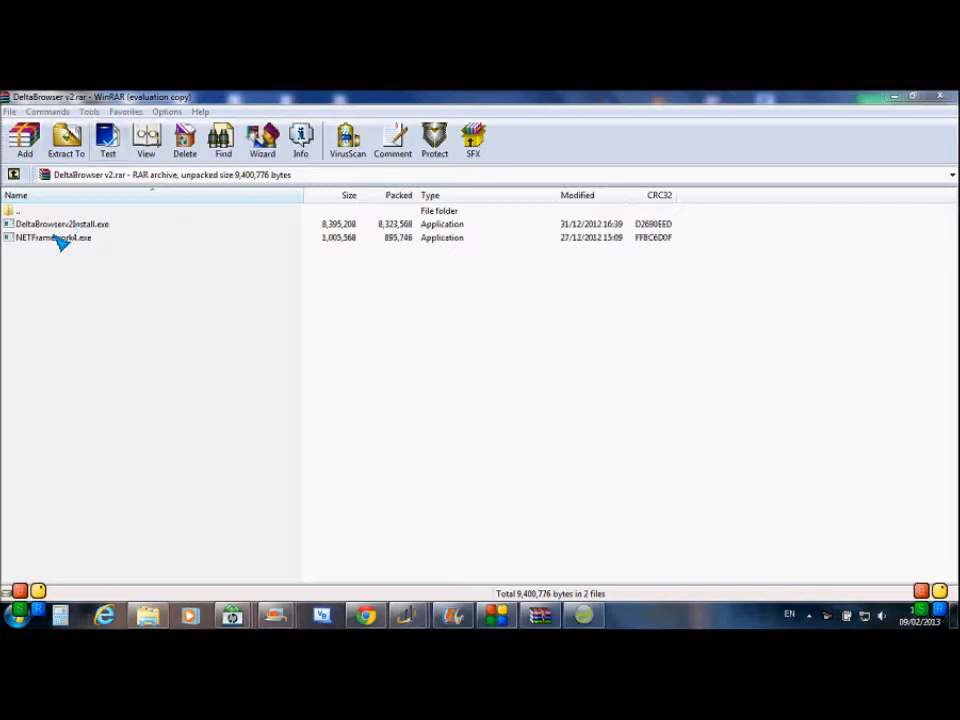 DeltaBrowser v2.rar - WinRAR (evaluation copy)
File Commands Tools Favorites Options Help
Add Extract To Test View Delete Find Wizard Info VirusScan Comment Protect SFX
DeltaBrowser v2.rar - RAR archive, unpacked size 9,400,776 bytes
Name Size Packed Type Modified CRC32
.. File folder
DeltaBrowserv2Install.exe 8,395,208 8,323,568 Application 31/12/2012 16:39 D2690EED
NETFramework4.exe 1,005,568 895,746 Application 27/12/2012 15:09 FF8C6D0F
Total 9,400,776 bytes in 2 files
S R S R
EN
09/02/2013